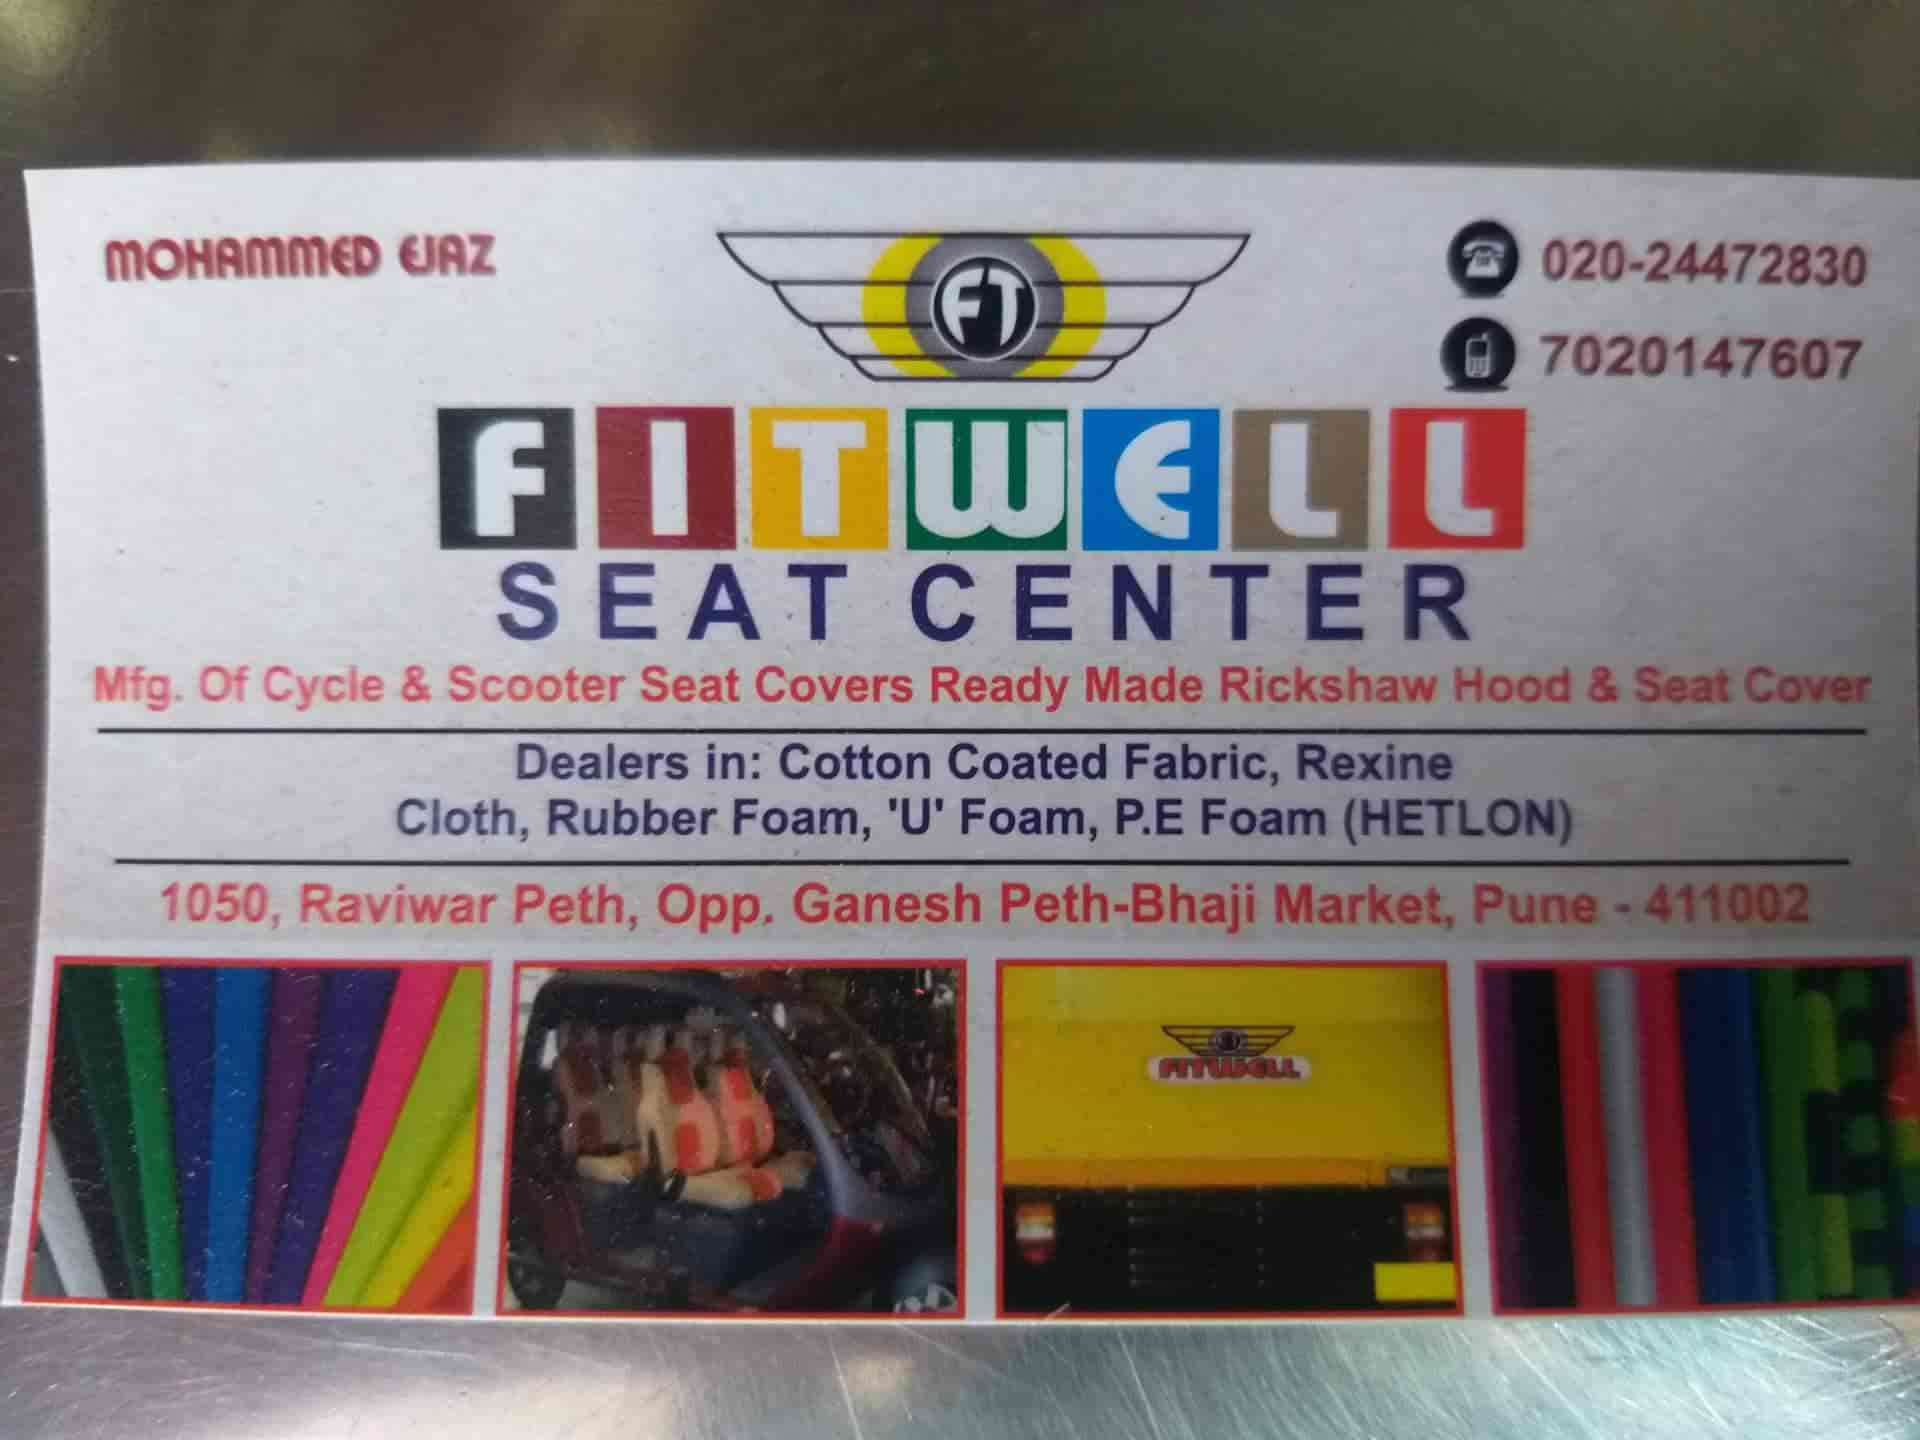 MOHAMMED EJAZ
FT
020-24472830
7020147607
FITWELL
SEAT CENTER
Mfg. Of Cycle & Scooter Seat Covers Ready Made Rickshaw Hood & Seat Cover
Dealers in: Cotton Coated Fabric, Rexine
Cloth, Rubber Foam, 'U' Foam, P.E Foam (HETLON)
1050, Raviwar Peth, Opp. Ganesh Peth-Bhaji Market, Pune - 411002
FITWELL